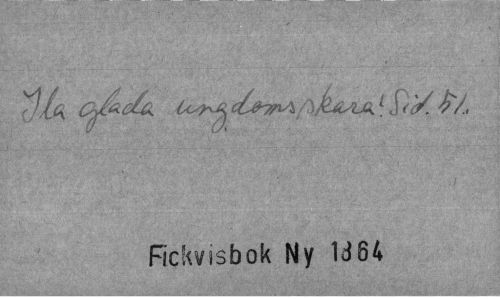 Ila glada ungdomsskara! Sid. 51.
Fickvisbok Ny 1864